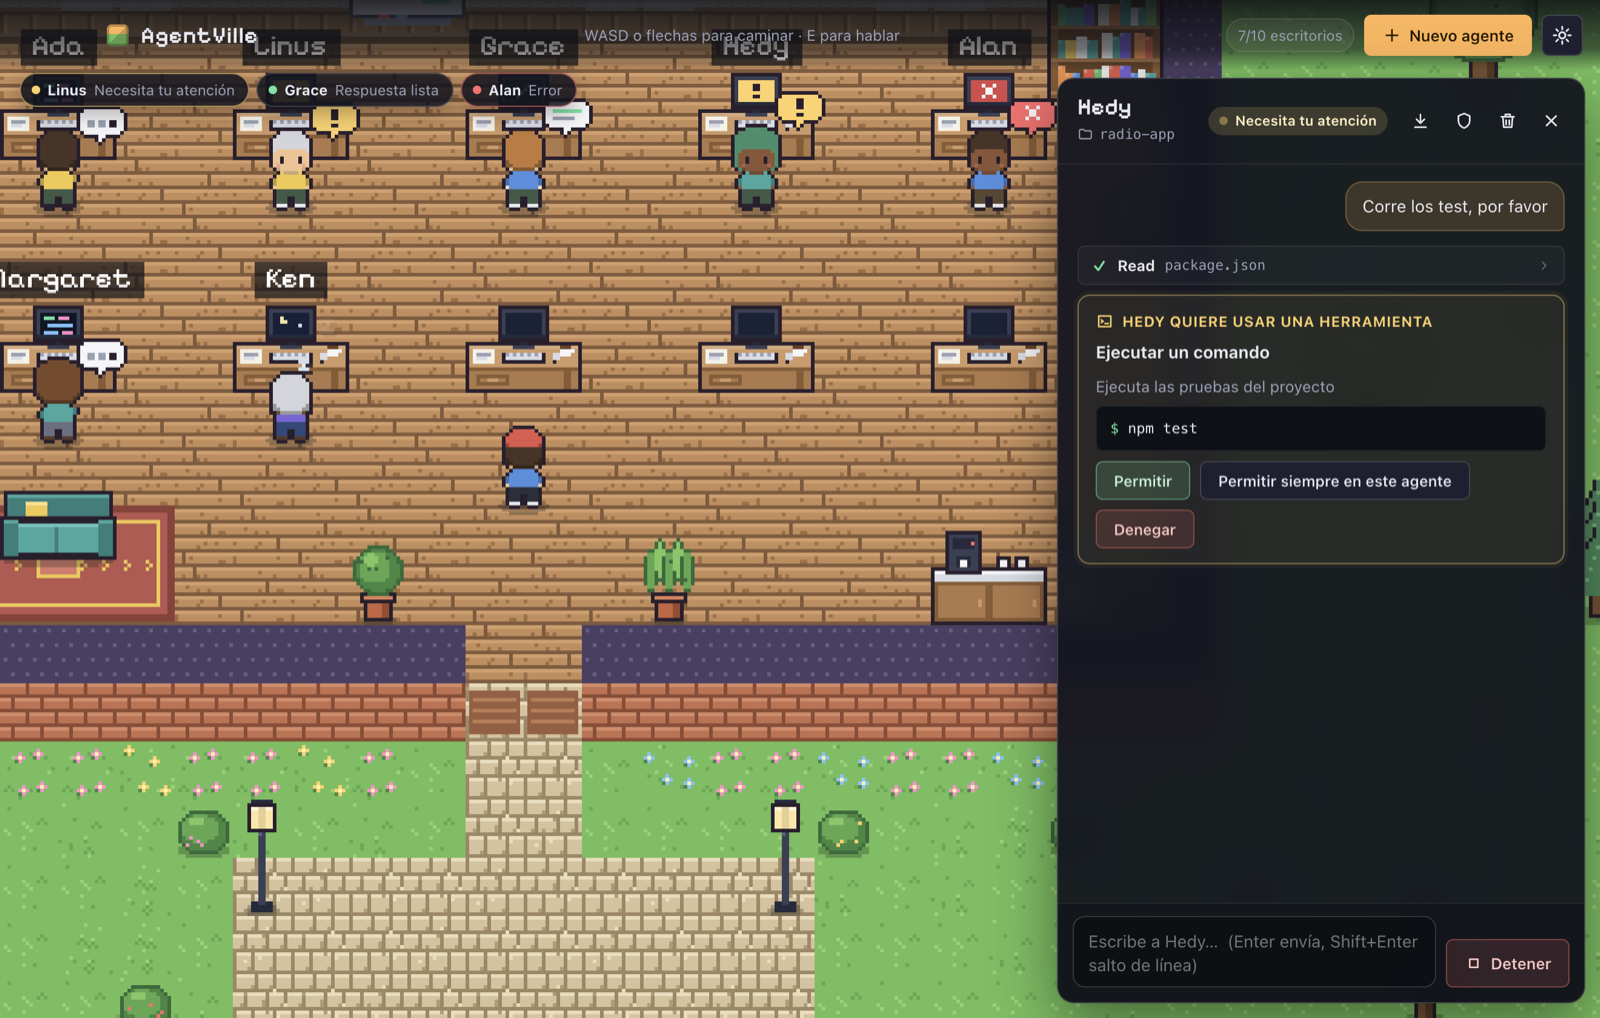 Ada
AgentVille
Linus
Grace
WASD o flechas para caminar · E para hablar
Hedy
Alan
7/10 escritorios
+ Nuevo agente
Linus Necesita tu atención
Grace Respuesta lista
Alan Error
Hedy
radio-app
Necesita tu atención
Corre los test, por favor
Read package.json
HEDY QUIERE USAR UNA HERRAMIENTA
Ejecutar un comando
Ejecuta las pruebas del proyecto
$ npm test
Permitir
Permitir siempre en este agente
Denegar
Margaret
Ken
Escribe a Hedy... (Enter envía, Shift+Enter
salto de línea)
Detener